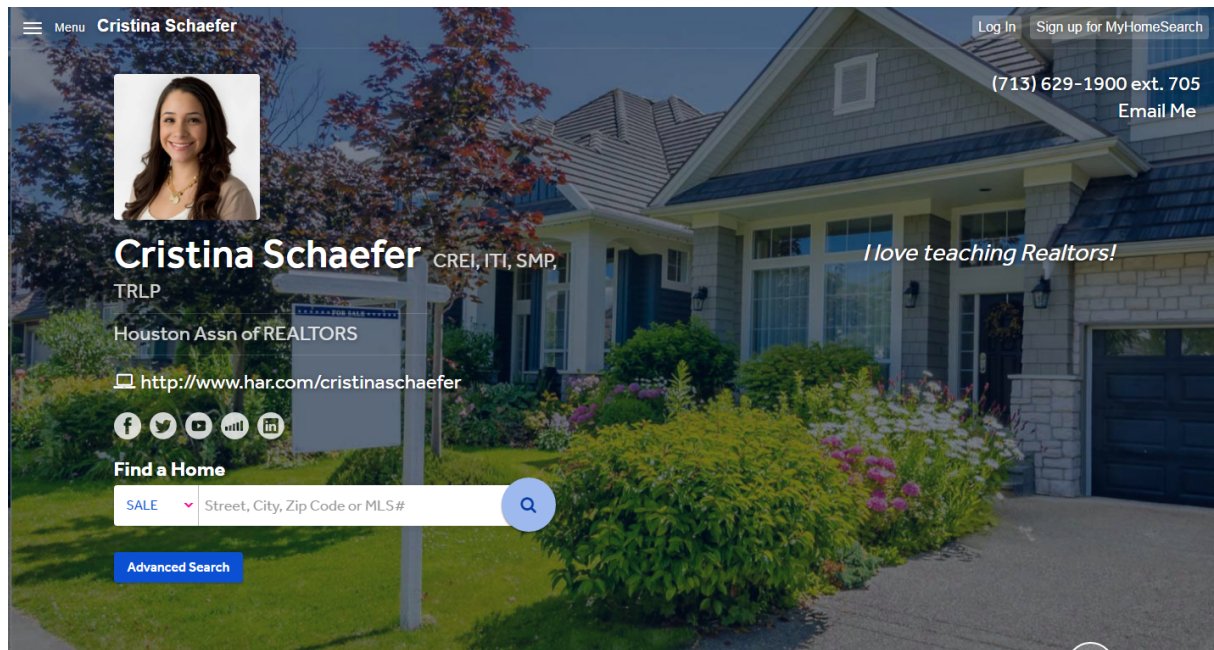 Menu Cristina Schaefer
Log In Sign up for MyHomeSearch
(713) 629-1900 ext. 705
Email Me
Cristina Schaefer CREI, ITI, SMP,
TRLP
I love teaching Realtors!
FOR SALE
Houston Assn of REALTORS
http://www.har.com/cristinaschaefer
Find a Home
SALE Street, City, Zip Code or MLS#
Advanced Search